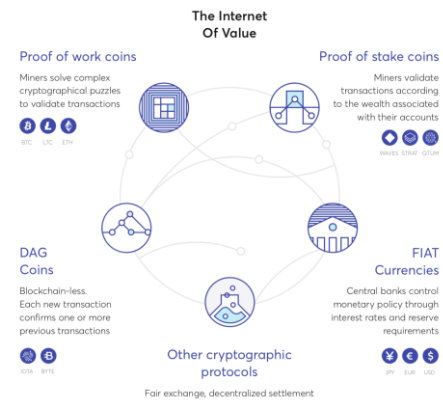 The Internet
Of Value
Proof of work coins
Miners solve complex
cryptographical puzzles
to validate transactions
BTC LTC ETH
Proof of stake coins
Miners validate
transactions according
to the wealth associated
with their accounts
WAVES STRAT QTUM
DAG
Coins
Blockchain-less.
Each new transaction
confirms one or more
previous transactions
IOTA BYTE
FIAT
Currencies
Central banks control
monetary policy through
interest rates and reserve
requirements
¥ € $
JPY EUR USD
Other cryptographic
protocols
Fair exchange, decentralized settlement